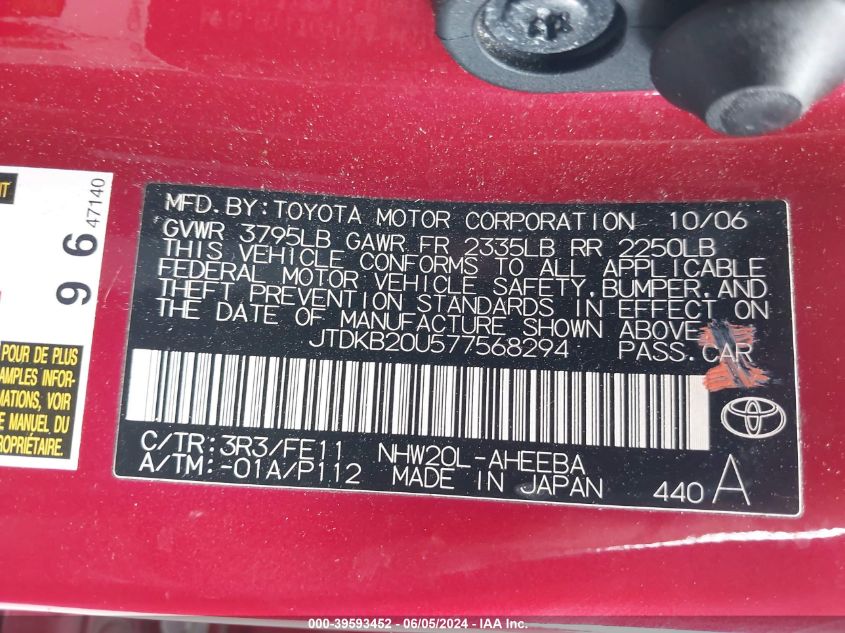 MFD. BY: TOYOTA MOTOR CORPORATION 10/06
GVWR 3795LB GAWR FR 2335LB RR 2250LB
THIS VEHICLE CONFORMS TO ALL APPLICABLE
FEDERAL MOTOR VEHICLE SAFETY, BUMPER, AND
THEFT PREVENTION STANDARDS IN EFFECT ON
THE DATE OF MANUFACTURE SHOWN ABOVE.
JTDKB20U577568294 PASS. CAR
C/TR: 3R3/FE11 NHW20L-AHEEBA
A/TM: -01A/P112 MADE IN JAPAN 440 A
96
47140
POUR DE PLUS
AMPLES INFOR-
MATIONS, VOIR
E MANUEL DU
PROPRIÉTAIRE.
000-39593452 - 06/05/2024 - IAA Inc.